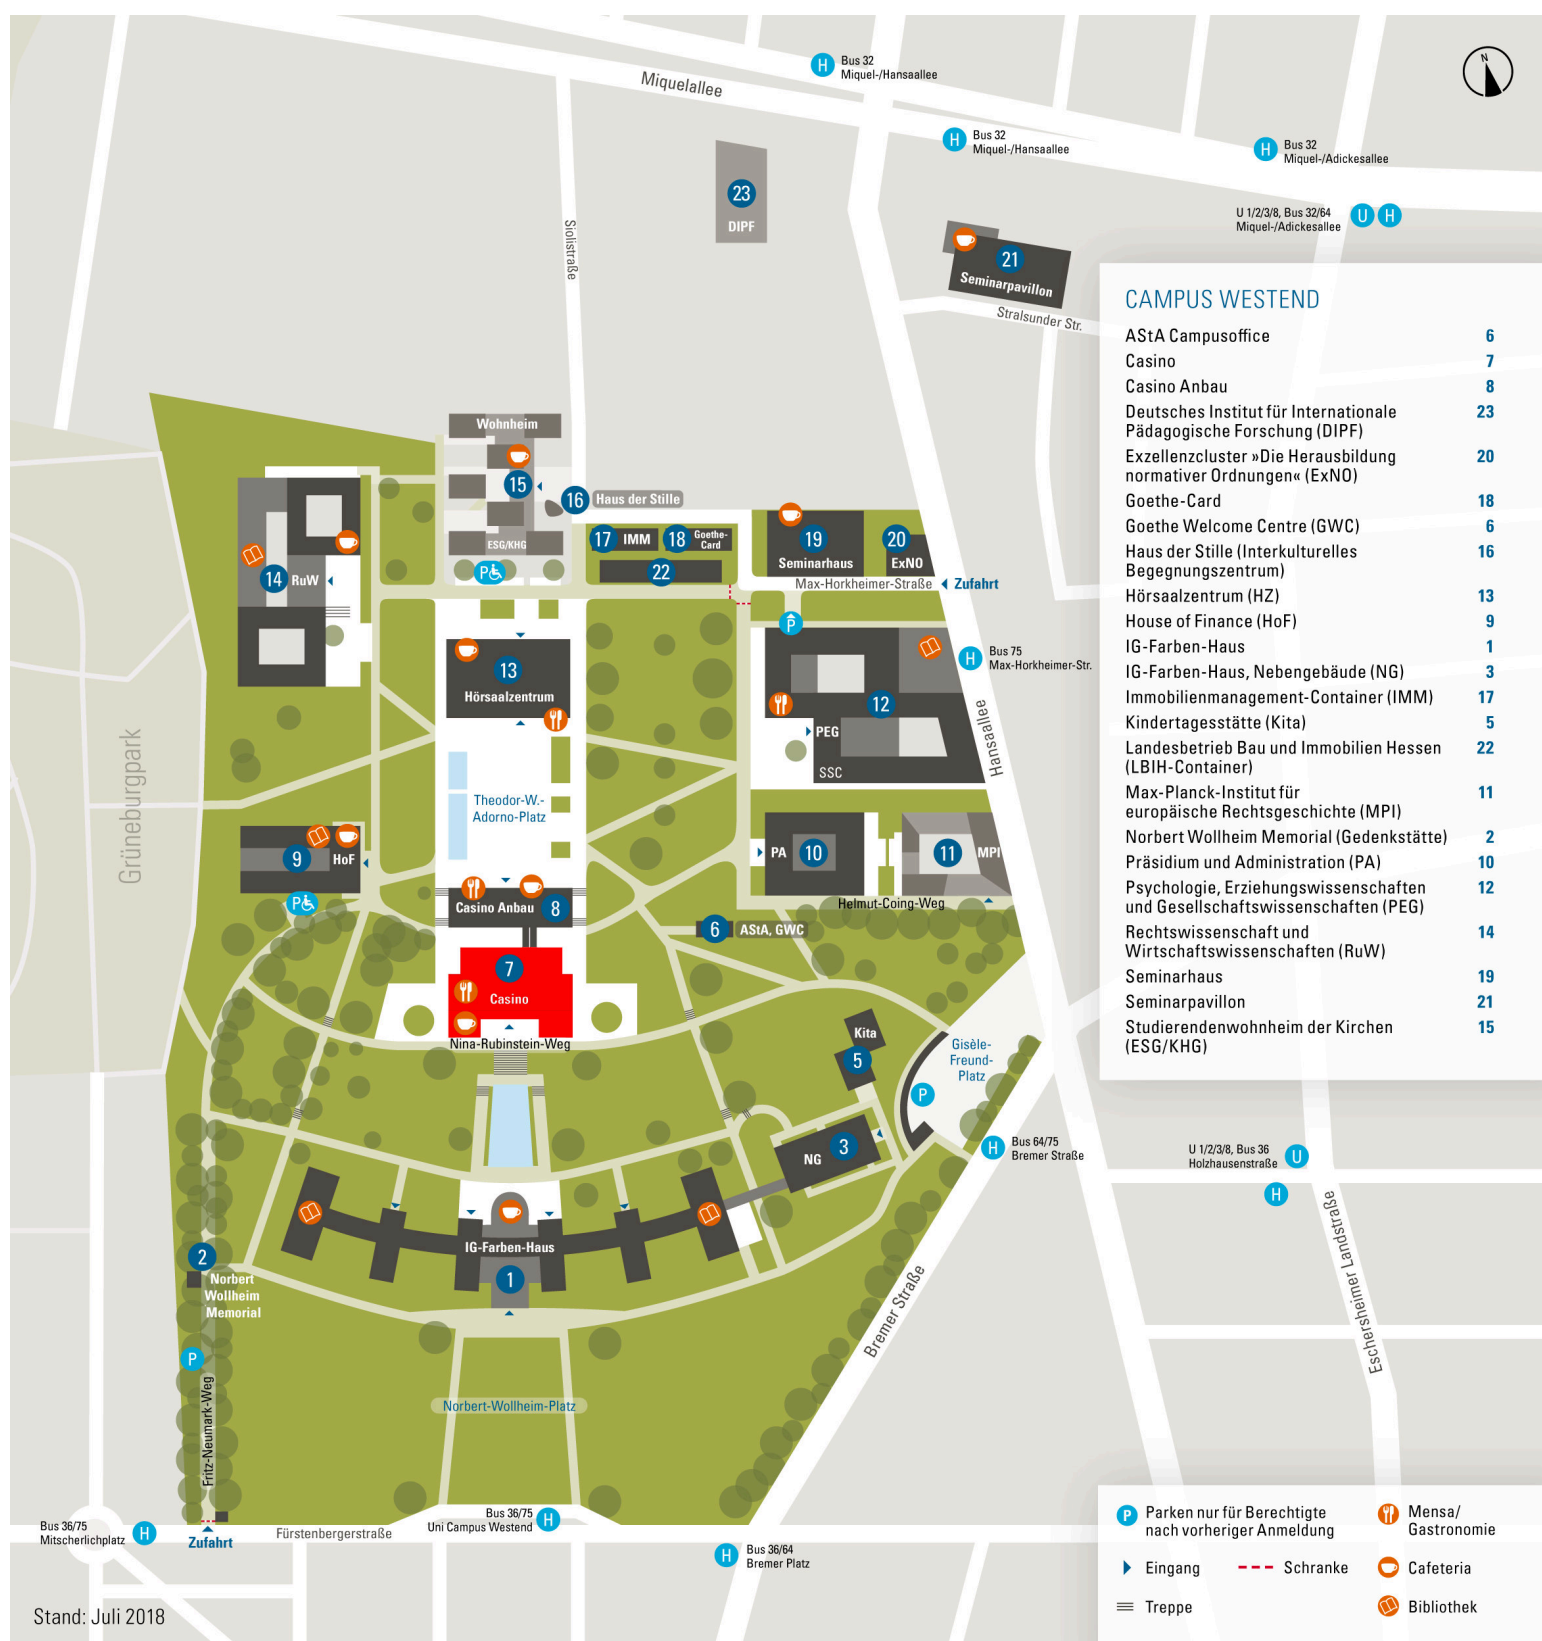 Bus 32
Miquel-/Hansaallee
N
Miquelallee
H
H
Bus 32
Miquel-/Hansaallee
H
Bus 32
Miquel-/Adickesallee
23
DIPF
U 1/2/3/8, Bus 32/64
Miquel-/Adickesallee
U
H
Siolistraße
21
Seminarpavillon
Stralsunder Str.
CAMPUS WESTEND
AStA Campusoffice 6
Casino 7
Casino Anbau 8
Deutsches Institut für Internationale 23
Pädagogische Forschung (DIPF)
Exzellenzcluster »Die Herausbildung 20
normativer Ordnungen« (ExNO)
Goethe-Card 18
Goethe Welcome Centre (GWC) 6
Haus der Stille (Interkulturelles 16
Begegnungszentrum)
Hörsaalzentrum (HZ) 13
House of Finance (HoF) 9
IG-Farben-Haus 1
IG-Farben-Haus, Nebengebäude (NG) 3
Immobilienmanagement-Container (IMM) 17
Kindertagesstätte (Kita) 5
Landesbetrieb Bau und Immobilien Hessen 22
(LBIH-Container)
Max-Planck-Institut für 11
europäische Rechtsgeschichte (MPI)
Norbert Wollheim Memorial (Gedenkstätte) 2
Präsidium und Administration (PA) 10
Psychologie, Erziehungswissenschaften 12
und Gesellschaftswissenschaften (PEG)
Rechtswissenschaft und 14
Wirtschaftswissenschaften (RuW)
Seminarhaus 19
Seminarpavillon 21
Studierendenwohnheim der Kirchen 15
(ESG/KHG)
Wohnheim
15
16 Haus der Stille
ESG/KHG
P
17 IMM
18 Goethe-
Card
22
19
Seminarhaus
20
ExNO
Max-Horkheimer-Straße
Zufahrt
14 RuW
P
13
Hörsaalzentrum
H
Bus 75
Max-Horkheimer-Str.
12
PEG
SSC
Hansaallee
Grüneburgpark
Theodor-W.-
Adorno-Platz
9 HoF
P
PA 10
11 MPI
Helmut-Coing-Weg
Casino Anbau 8
6 AStA, GWC
7
Casino
Nina-Rubinstein-Weg
Kita
5
Gisèle-
Freund-
Platz
P
3
NG
H
Bus 64/75
Bremer Straße
U 1/2/3/8, Bus 36
Holzhausenstraße
U
H
Eschersheimer Landstraße
IG-Farben-Haus
1
2
Norbert
Wollheim
Memorial
P
Fritz-Neumark-Weg
Bremer Straße
Norbert-Wollheim-Platz
Bus 36/75
Mitscherlichplatz
H
Zufahrt
Fürstenbergerstraße
Bus 36/75
Uni Campus Westend
H
H
Bus 36/64
Bremer Platz
P Parken nur für Berechtigte
nach vorheriger Anmeldung
Mensa/
Gastronomie
Eingang
Schranke
Cafeteria
Treppe
Bibliothek
Stand: Juli 2018